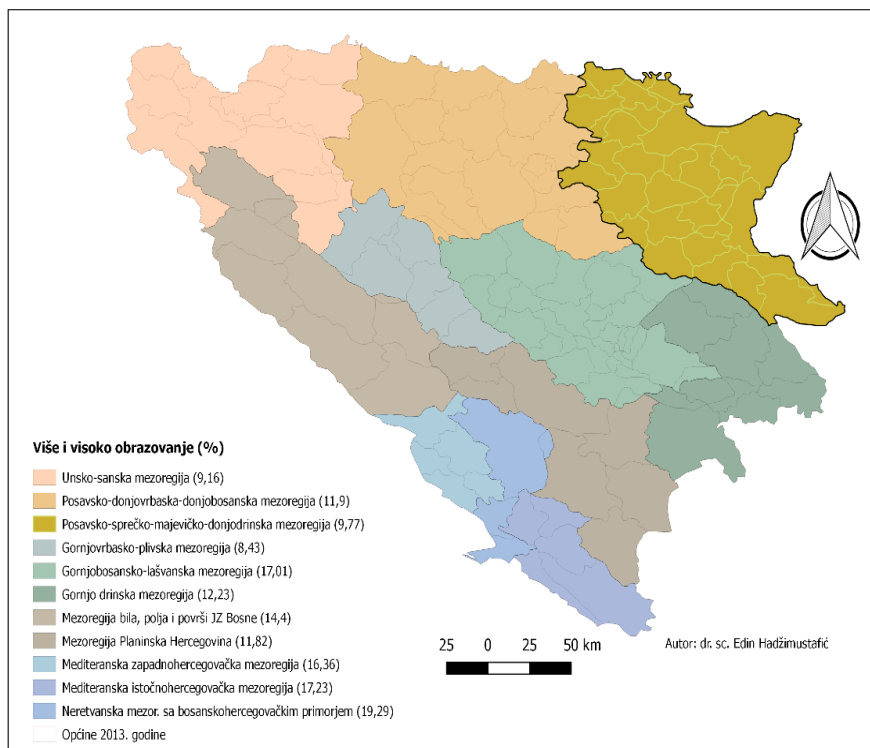 Više i visoko obrazovanje (%)
Unsko-sanska mezoregija (9,16)
Posavsko-donjovrbaska-donjobosanska mezoregija (11,9)
Posavsko-sprečko-majevičko-donjodrinska mezoregija (9,77)
Gornjovrbasko-plivska mezoregija (8,43)
Gornjobosansko-lašvanska mezoregija (17,01)
Gornjo drinska mezoregija (12,23)
Mezoregija bila, polja i površi JZ Bosne (14,4)
Mezoregija Planinska Hercegovina (11,82)
Mediteranska zapadnohercegovačka mezoregija (16,36)
Mediteranska istočnohercegovačka mezoregija (17,23)
Neretvanska mezor. sa bosanskohercegovačkim primorjem (19,29)
Općine 2013. godine
25 0 25 50 km
Autor: dr. sc. Edin Hadžimustafić